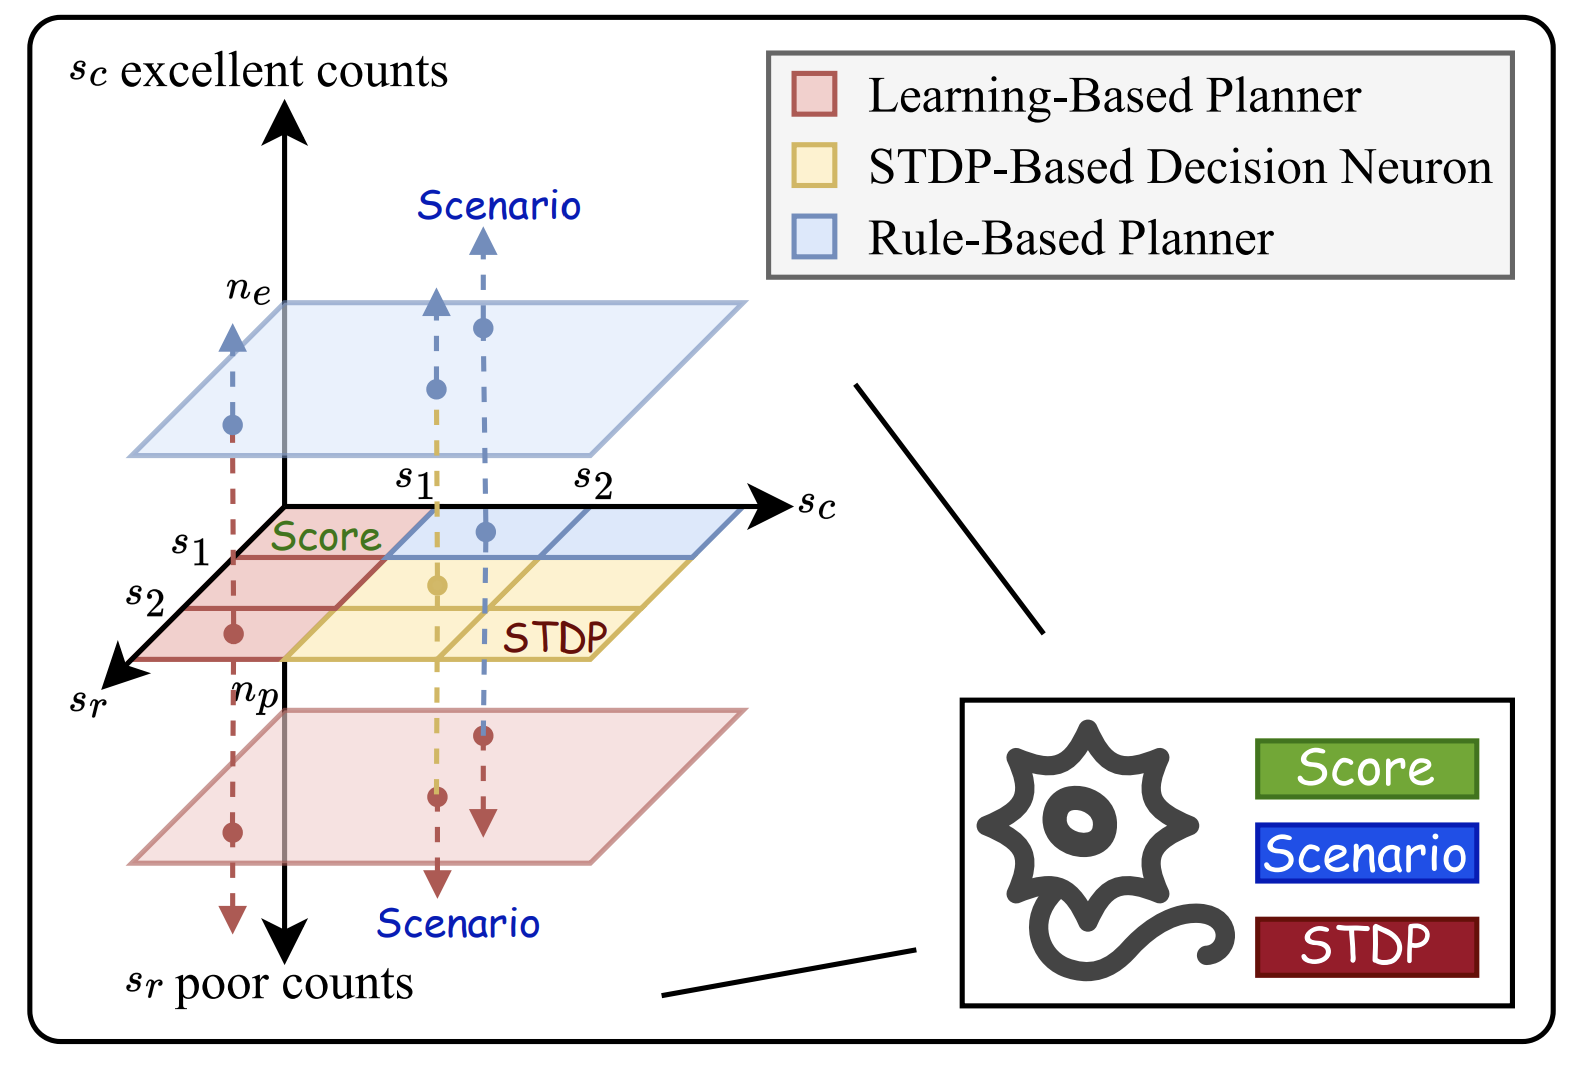 s_c excellent counts
Learning-Based Planner
STDP-Based Decision Neuron
Rule-Based Planner
Scenario
n_e
s_1
s_2
s_c
Score
s_1
s_2
STDP
s_r
n_p
Scenario
s_r poor counts
Score
Scenario
STDP